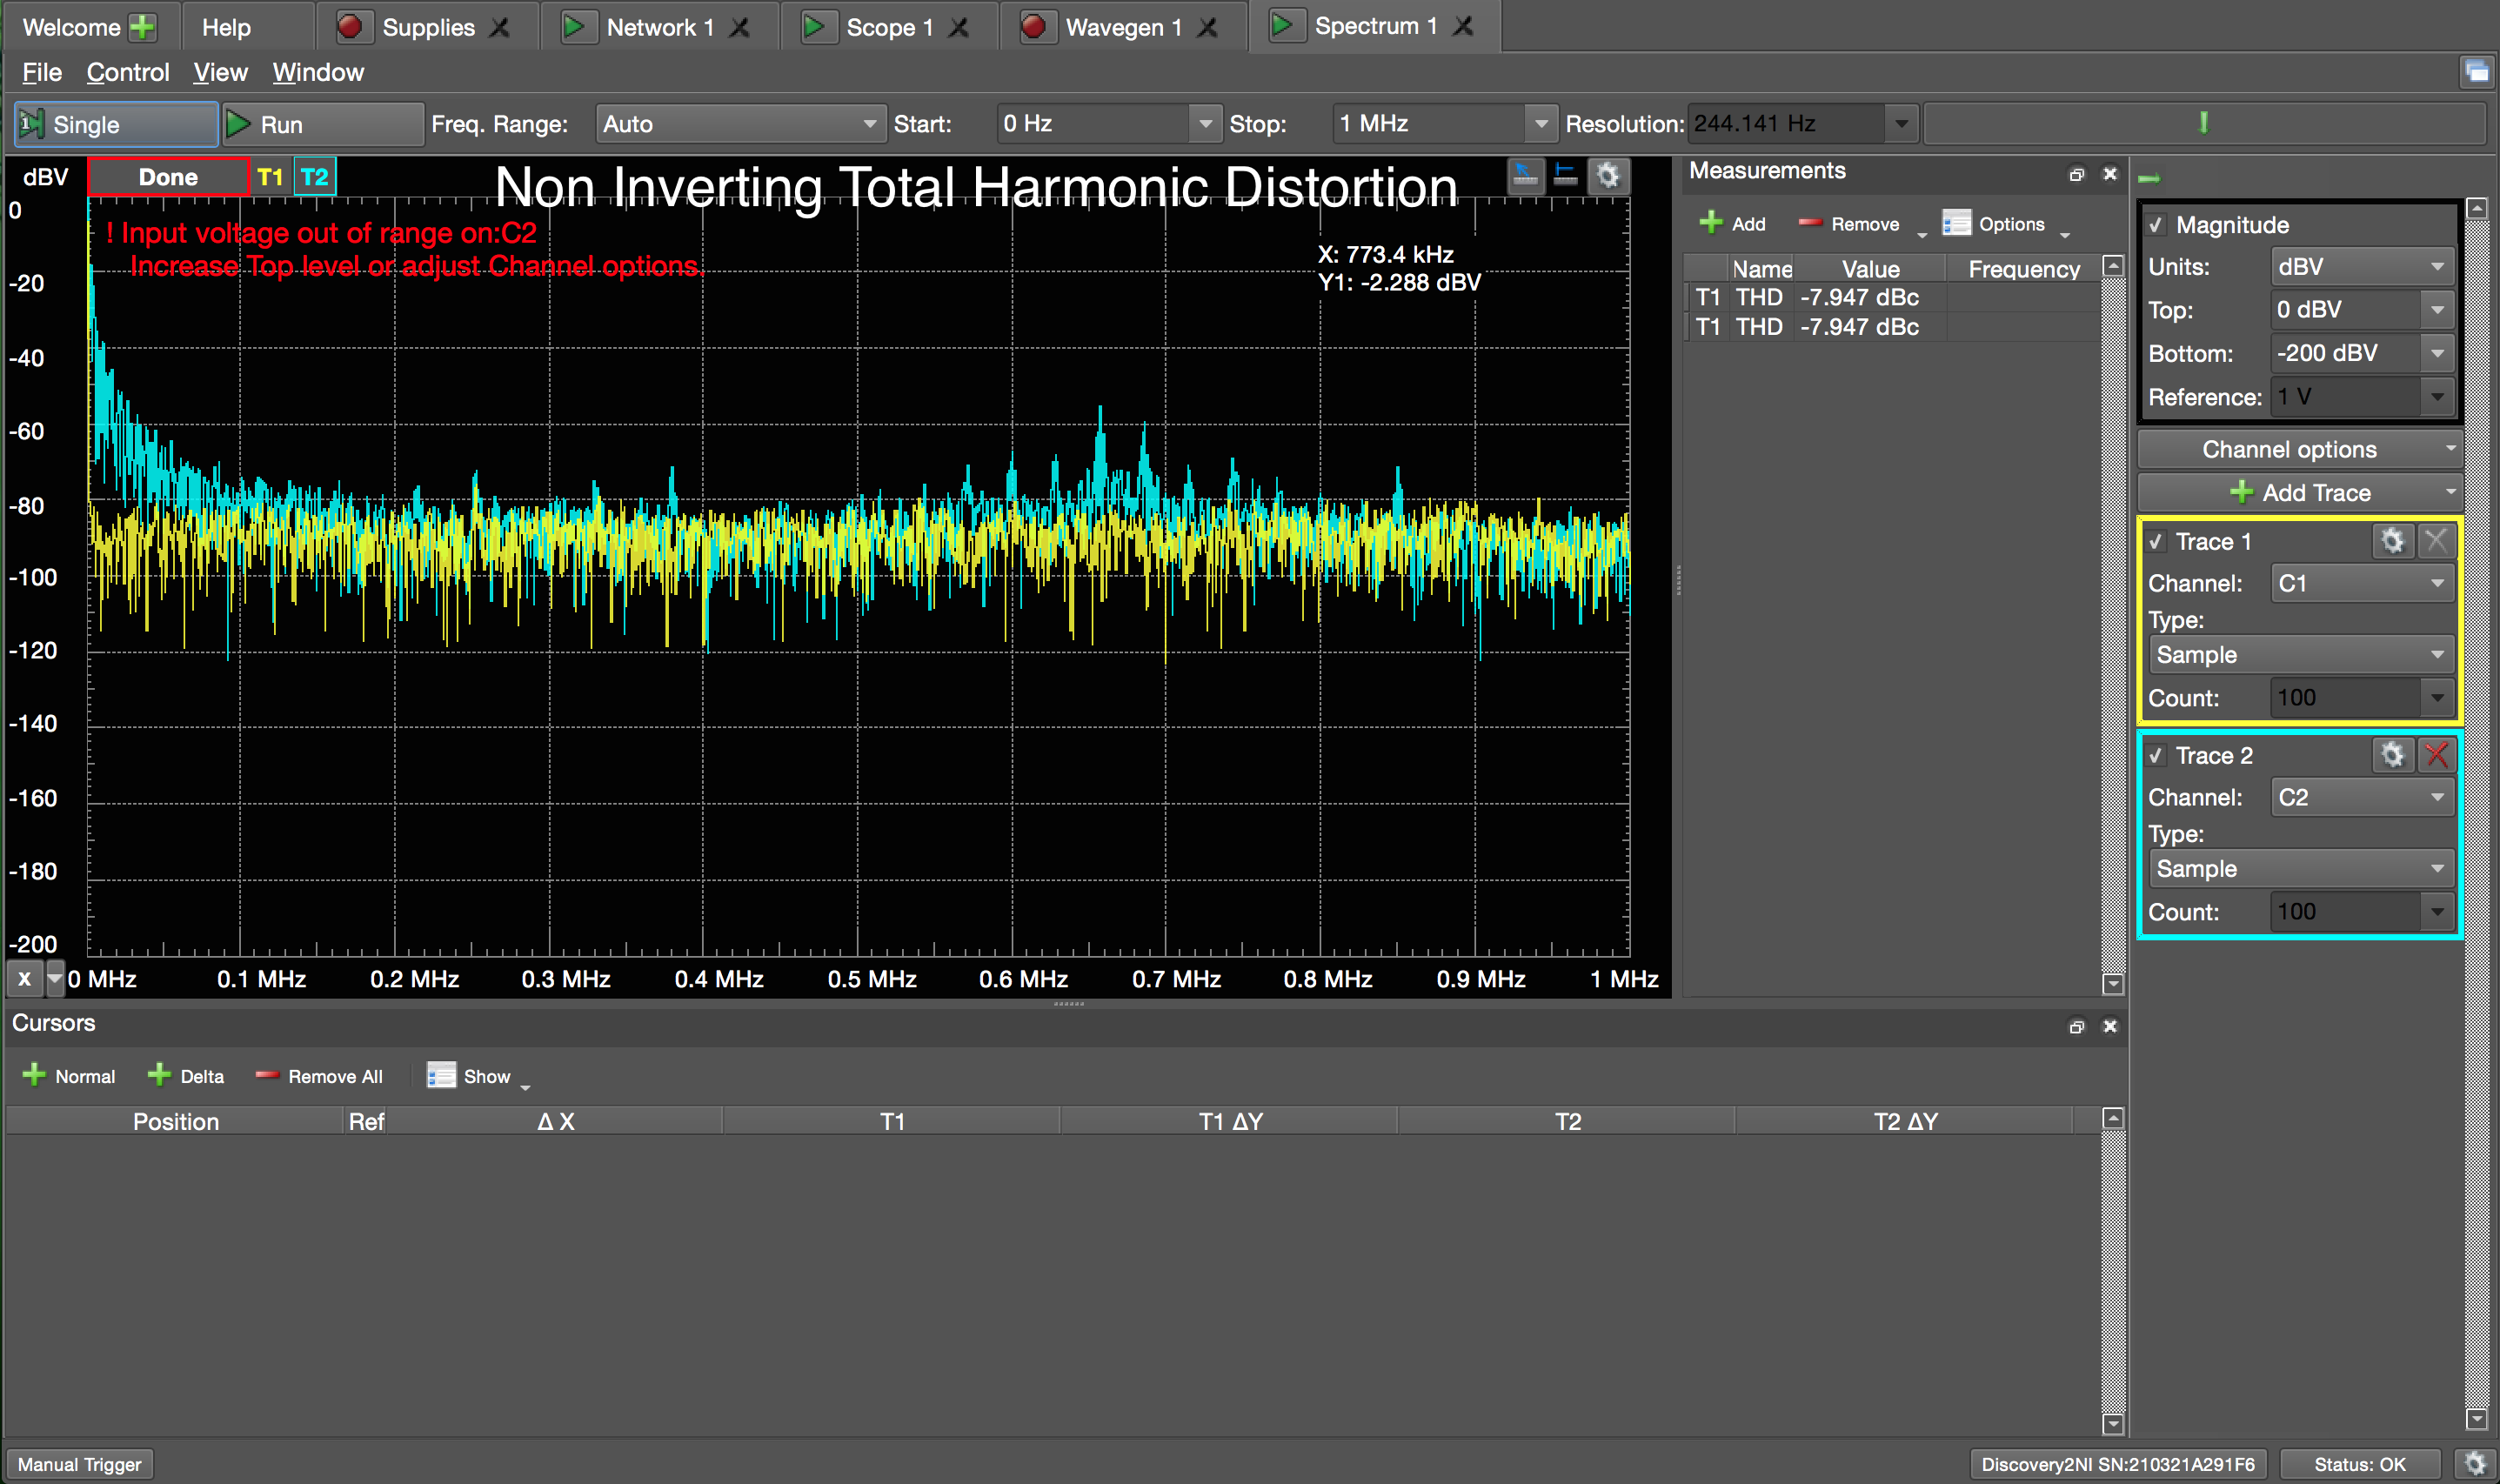 Welcome Help Supplies Network 1 Scope 1 Wavegen 1 Spectrum 1
File Control View Window
1 Single Run Freq. Range: Auto Start: 0 Hz Stop: 1 MHz Resolution: 244.141 Hz
dBV Done T1 T2 Non Inverting Total Harmonic Distortion
! Input voltage out of range on:C2
Increase Top level or adjust Channel options.
X: 773.4 kHz
Y1: -2.288 dBV
0
-20
-40
-60
-80
-100
-120
-140
-160
-180
-200
X 0 MHz 0.1 MHz 0.2 MHz 0.3 MHz 0.4 MHz 0.5 MHz 0.6 MHz 0.7 MHz 0.8 MHz 0.9 MHz 1 MHz
Measurements
Add Remove Options
Name Value Frequency
T1 THD -7.947 dBc
T1 THD -7.947 dBc
Magnitude
Units: dBV
Top: 0 dBV
Bottom: -200 dBV
Reference: 1 V
Channel options
Add Trace
Trace 1
Channel: C1
Type:
Sample
Count: 100
Trace 2
Channel: C2
Type:
Sample
Count: 100
Cursors
Normal Delta Remove All Show
Position Ref Δ X T1 T1 ΔY T2 T2 ΔY
Manual Trigger Discovery2NI SN:210321A291F6 Status: OK